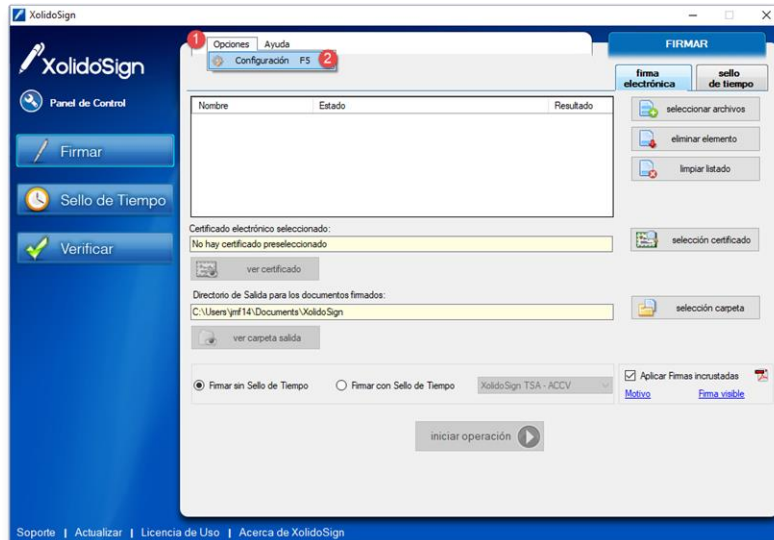 XolidoSign
1 Opciones Ayuda
Configuración F5 2
FIRMAR
XolidoSign
firma electrónica
sello de tiempo
Panel de Control
Nombre Estado Resultado
seleccionar archivos
eliminar elemento
limpiar listado
Firmar
Sello de Tiempo
Verificar
Certificado electrónico seleccionado:
No hay certificado preseleccionado
selección certificado
ver certificado
Directorio de Salida para los documentos firmados:
C:\Users\jmf14\Documents\XolidoSign
selección carpeta
ver carpeta salida
Firmar sin Sello de Tiempo
Firmar con Sello de Tiempo
XolidoSign TSA - ACCV
Aplicar Firmas incrustadas
Motivo Firma visible
iniciar operación
Soporte | Actualizar | Licencia de Uso | Acerca de XolidoSign